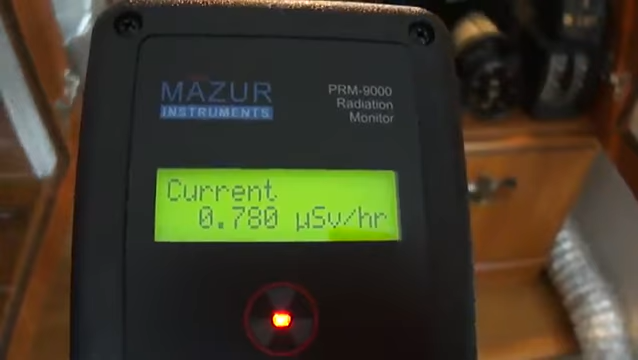 MAZUR
INSTRUMENTS
PRM-9000
Radiation
Monitor
Current
0.780 µSv/hr